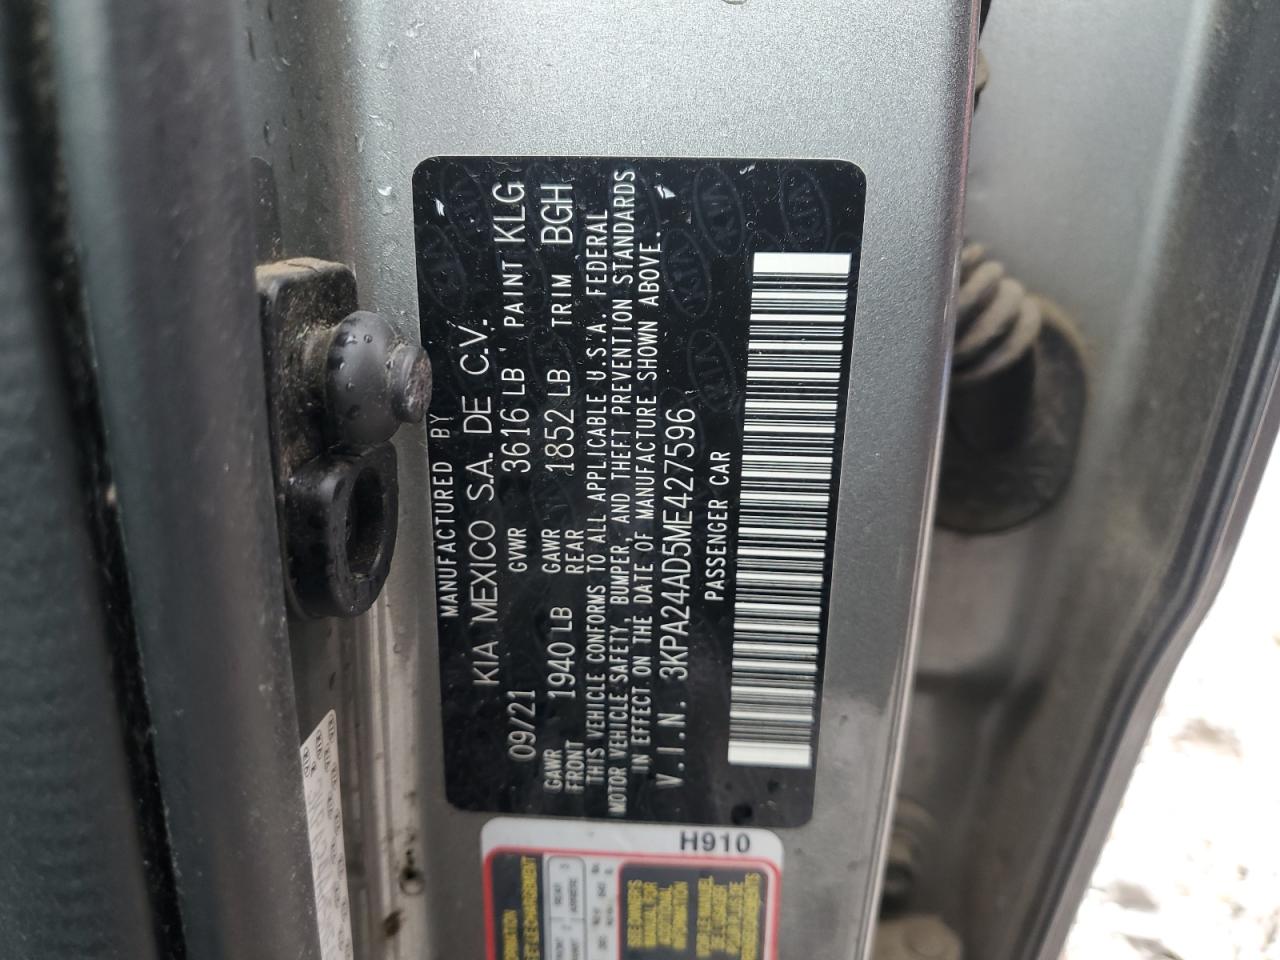 MANUFACTURED BY
KIA MEXICO S.A. DE C.V.
09/21 GVWR 3616 LB PAINT KLG
GAWR FRONT 1940 LB GAWR REAR 1852 LB TRIM BGH
THIS VEHICLE CONFORMS TO ALL APPLICABLE U.S.A. FEDERAL
MOTOR VEHICLE SAFETY, BUMPER, AND THEFT PREVENTION STANDARDS
IN EFFECT ON THE DATE OF MANUFACTURE SHOWN ABOVE.
V.I.N. 3KPA24AD5ME427596
PASSENGER CAR
H910